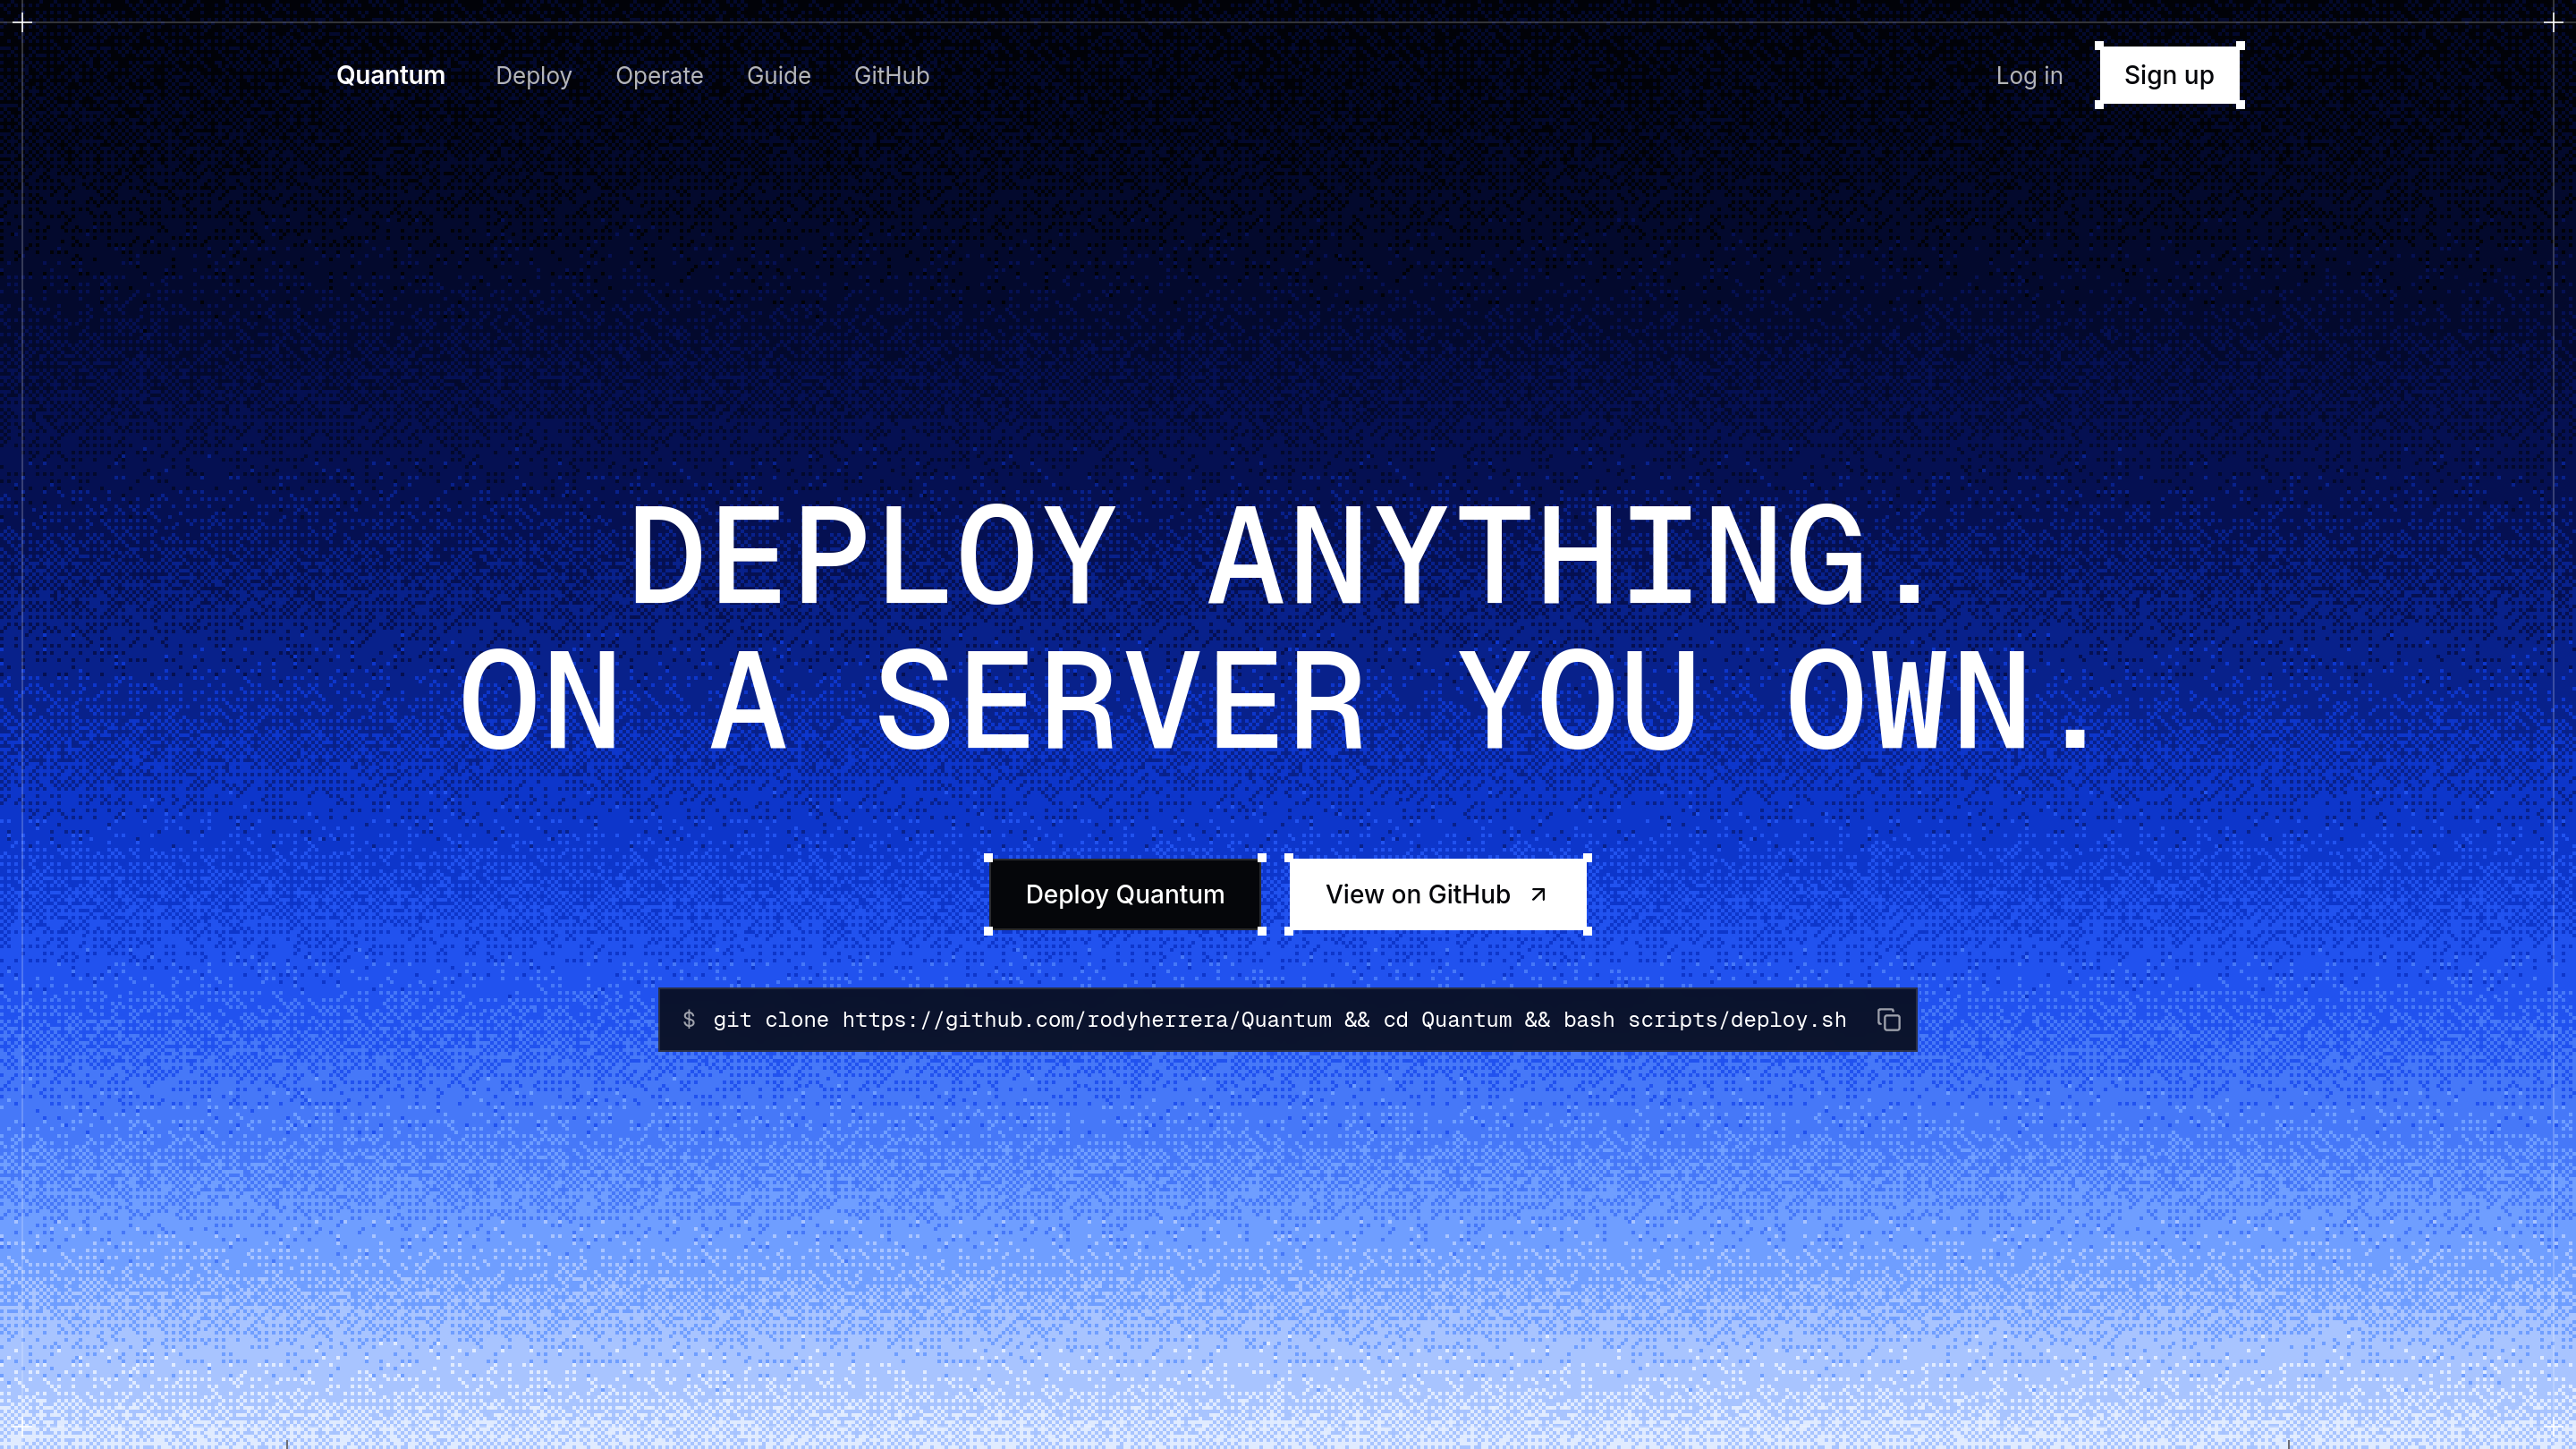 Quantum Deploy Operate Guide GitHub Log in Sign up
DEPLOY ANYTHING.
ON A SERVER YOU OWN.
Deploy Quantum View on GitHub
$ git clone https://github.com/rodyherrera/Quantum && cd Quantum && bash scripts/deploy.sh